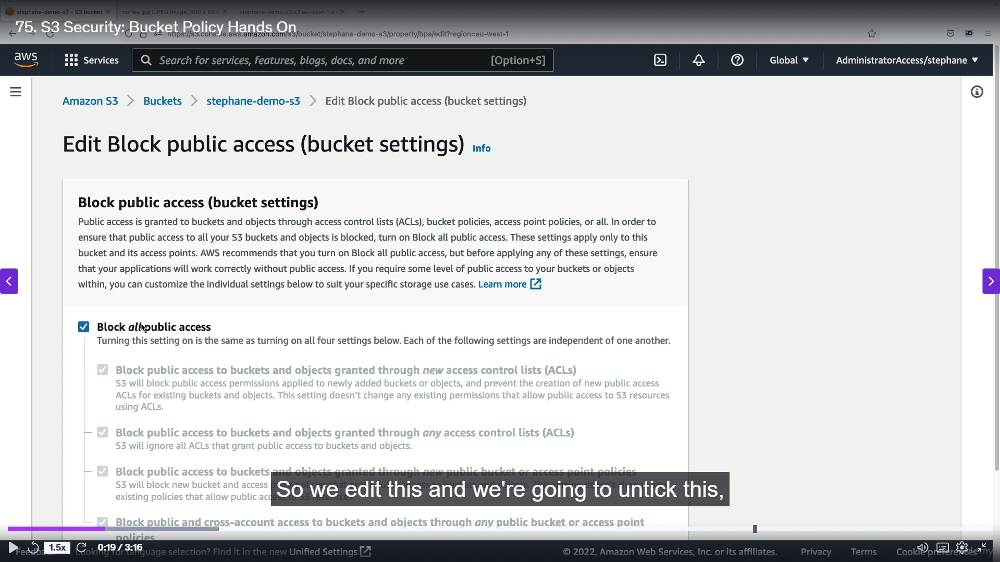 stephane-demo-s3 - S3 bucket
coffee.jpg (JPEG Image, 800 × 583
stephane-demo-s3.s3.eu-west-1.am
75. S3 Security: Bucket Policy Hands On
https://s3.console.aws.amazon.com/s3/bucket/stephane-demo-s3/property/bpa/edit?region=eu-west-1
aws
Services
Search for services, features, blogs, docs, and more
[Option+S]
Global
AdministratorAccess/stephane
Amazon S3 > Buckets > stephane-demo-s3 > Edit Block public access (bucket settings)
Edit Block public access (bucket settings) Info
Block public access (bucket settings)
Public access is granted to buckets and objects through access control lists (ACLs), bucket policies, access point policies, or all. In order to
ensure that public access to all your S3 buckets and objects is blocked, turn on Block all public access. These settings apply only to this
bucket and its access points. AWS recommends that you turn on Block all public access, but before applying any of these settings, ensure
that your applications will work correctly without public access. If you require some level of public access to your buckets or objects
within, you can customize the individual settings below to suit your specific storage use cases. Learn more
Block all public access
Turning this setting on is the same as turning on all four settings below. Each of the following settings are independent of one another.
Block public access to buckets and objects granted through new access control lists (ACLs)
S3 will block public access permissions applied to newly added buckets or objects, and prevent the creation of new public access
ACLs for existing buckets and objects. This setting doesn't change any existing permissions that allow public access to S3 resources
using ACLs.
Block public access to buckets and objects granted through any access control lists (ACLs)
S3 will ignore all ACLs that grant public access to buckets and objects.
Block public access to buckets and objects granted through new public bucket or access point policies
S3 will block new bucket and access
existing policies that allow public access to S3 resources.
So we edit this and we're going to untick this,
Block public and cross-account access to buckets and objects through any public bucket or access point
policies
1.5x
0:19 / 3:16
Looking for language selection? Find it in the new Unified Settings
© 2022, Amazon Web Services, Inc. or its affiliates.
Privacy
Terms
Cookie preferences